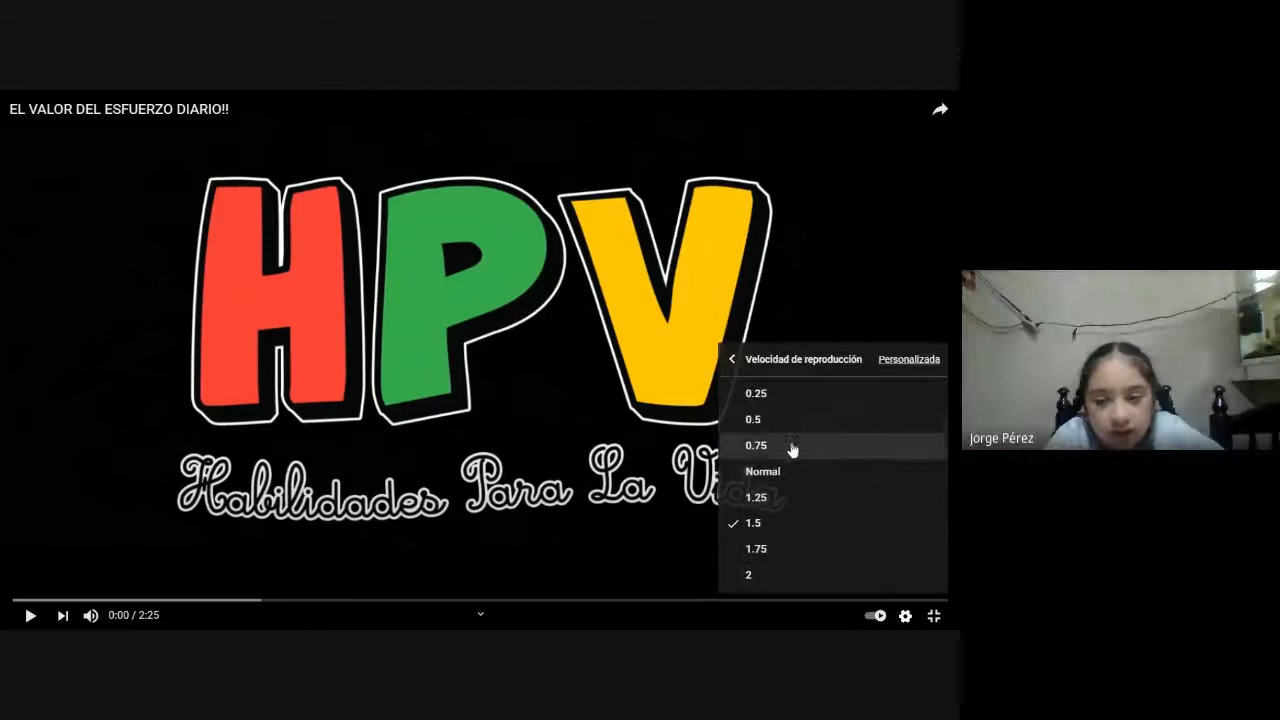 EL VALOR DEL ESFUERZO DIARIO!!
HPV
Habilidades Para La Vida
Velocidad de reproducción Personalizada
0.25
0.5
0.75
Normal
1.25
1.5
1.75
2
0:00 / 2:25
Jorge Pérez